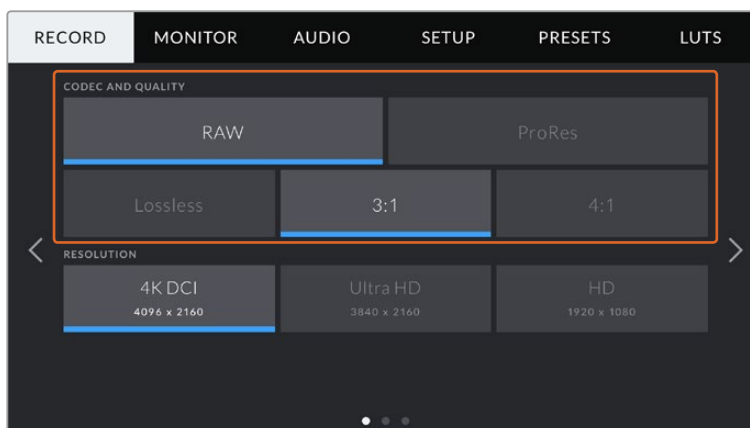 RECORD MONITOR AUDIO SETUP PRESETS LUTS
CODEC AND QUALITY
RAW ProRes
Lossless 3:1 4:1
RESOLUTION
4K DCI Ultra HD HD
4096 x 2160 3840 x 2160 1920 x 1080